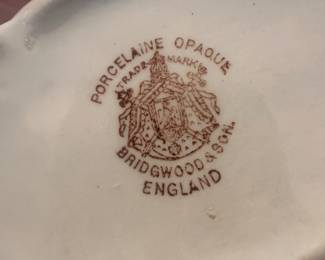 PORCELAINE OPAQUE
TRADE MARK
BRIDGWOOD & SON.
ENGLAND